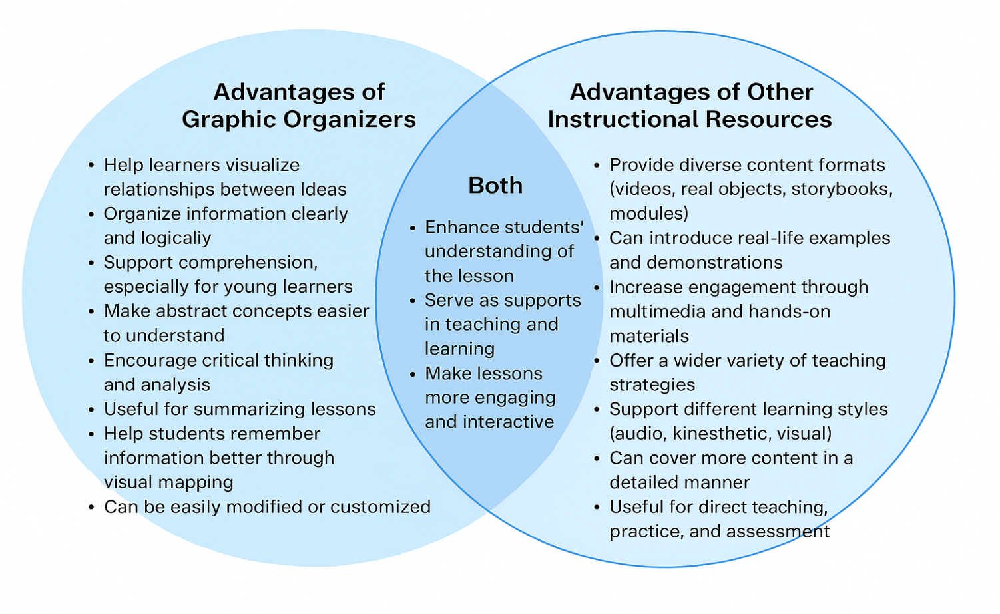 Advantages of
Graphic Organizers
• Help learners visualize
relationships between Ideas
• Organize information clearly
and logicaliy
• Support comprehension,
especially for young learners
• Make abstract concepts easier
to understand
• Encourage critical thinking
and analysis
• Useful for summarizing lessons
• Help students remember
information better through
visual mapping
• Can be easily modified or customized
Both
• Enhance students'
understanding of
the lesson
• Serve as supports
in teaching and
learning
• Make lessons
more engaging
and interactive
Advantages of Other
Instructional Resources
• Provide diverse content formats
(videos, real objects, storybooks,
modules)
• Can introduce real-life examples
and demonstrations
• Increase engagement through
multimedia and hands-on
materials
• Offer a wider variety of teaching
strategies
• Support different learning styles
(audio, kinesthetic, visual)
• Can cover more content in a
detailed manner
• Useful for direct teaching,
practice, and assessment